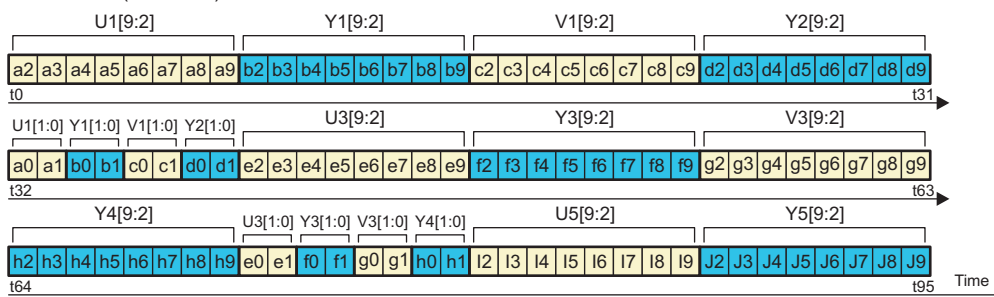 U1[9:2] Y1[9:2] V1[9:2] Y2[9:2]
a2 a3 a4 a5 a6 a7 a8 a9 b2 b3 b4 b5 b6 b7 b8 b9 c2 c3 c4 c5 c6 c7 c8 c9 d2 d3 d4 d5 d6 d7 d8 d9
t0 t31
U1[1:0] Y1[1:0] V1[1:0] Y2[1:0] U3[9:2] Y3[9:2] V3[9:2]
a0 a1 b0 b1 c0 c1 d0 d1 e2 e3 e4 e5 e6 e7 e8 e9 f2 f3 f4 f5 f6 f7 f8 f9 g2 g3 g4 g5 g6 g7 g8 g9
t32 t63
Y4[9:2] U3[1:0] Y3[1:0] V3[1:0] Y4[1:0] U5[9:2] Y5[9:2]
h2 h3 h4 h5 h6 h7 h8 h9 e0 e1 f0 f1 g0 g1 h0 h1 I2 I3 I4 I5 I6 I7 I8 I9 J2 J3 J4 J5 J6 J7 J8 J9
t64 t95 Time